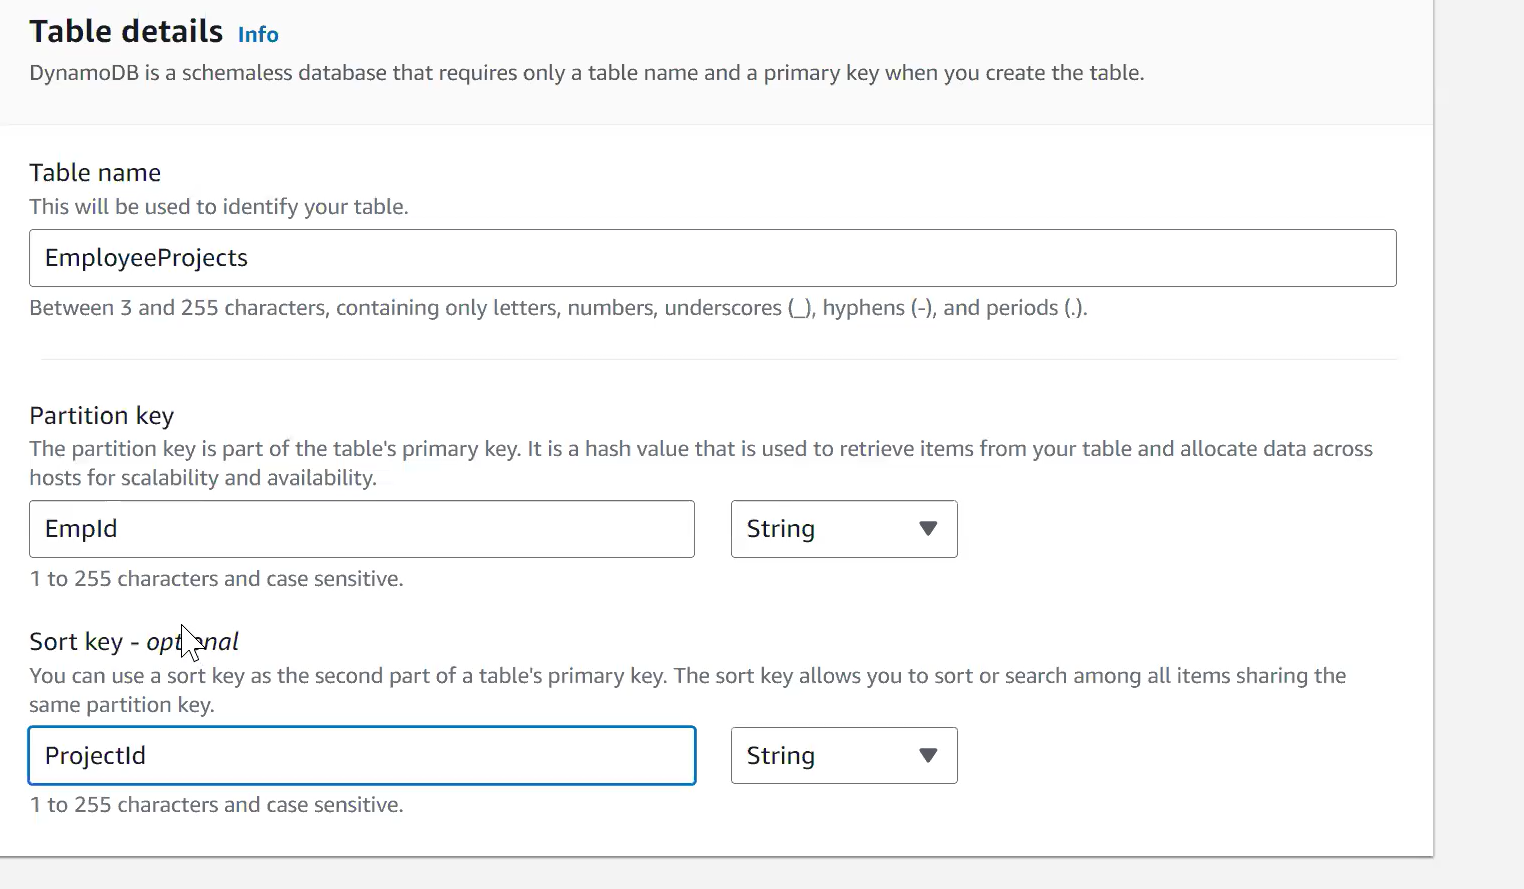 Table details Info
DynamoDB is a schemaless database that requires only a table name and a primary key when you create the table.
Table name
This will be used to identify your table.
EmployeeProjects
Between 3 and 255 characters, containing only letters, numbers, underscores (_), hyphens (-), and periods (.).
Partition key
The partition key is part of the table's primary key. It is a hash value that is used to retrieve items from your table and allocate data across
hosts for scalability and availability.
EmpId String
1 to 255 characters and case sensitive.
Sort key - optional
You can use a sort key as the second part of a table's primary key. The sort key allows you to sort or search among all items sharing the
same partition key.
ProjectId String
1 to 255 characters and case sensitive.